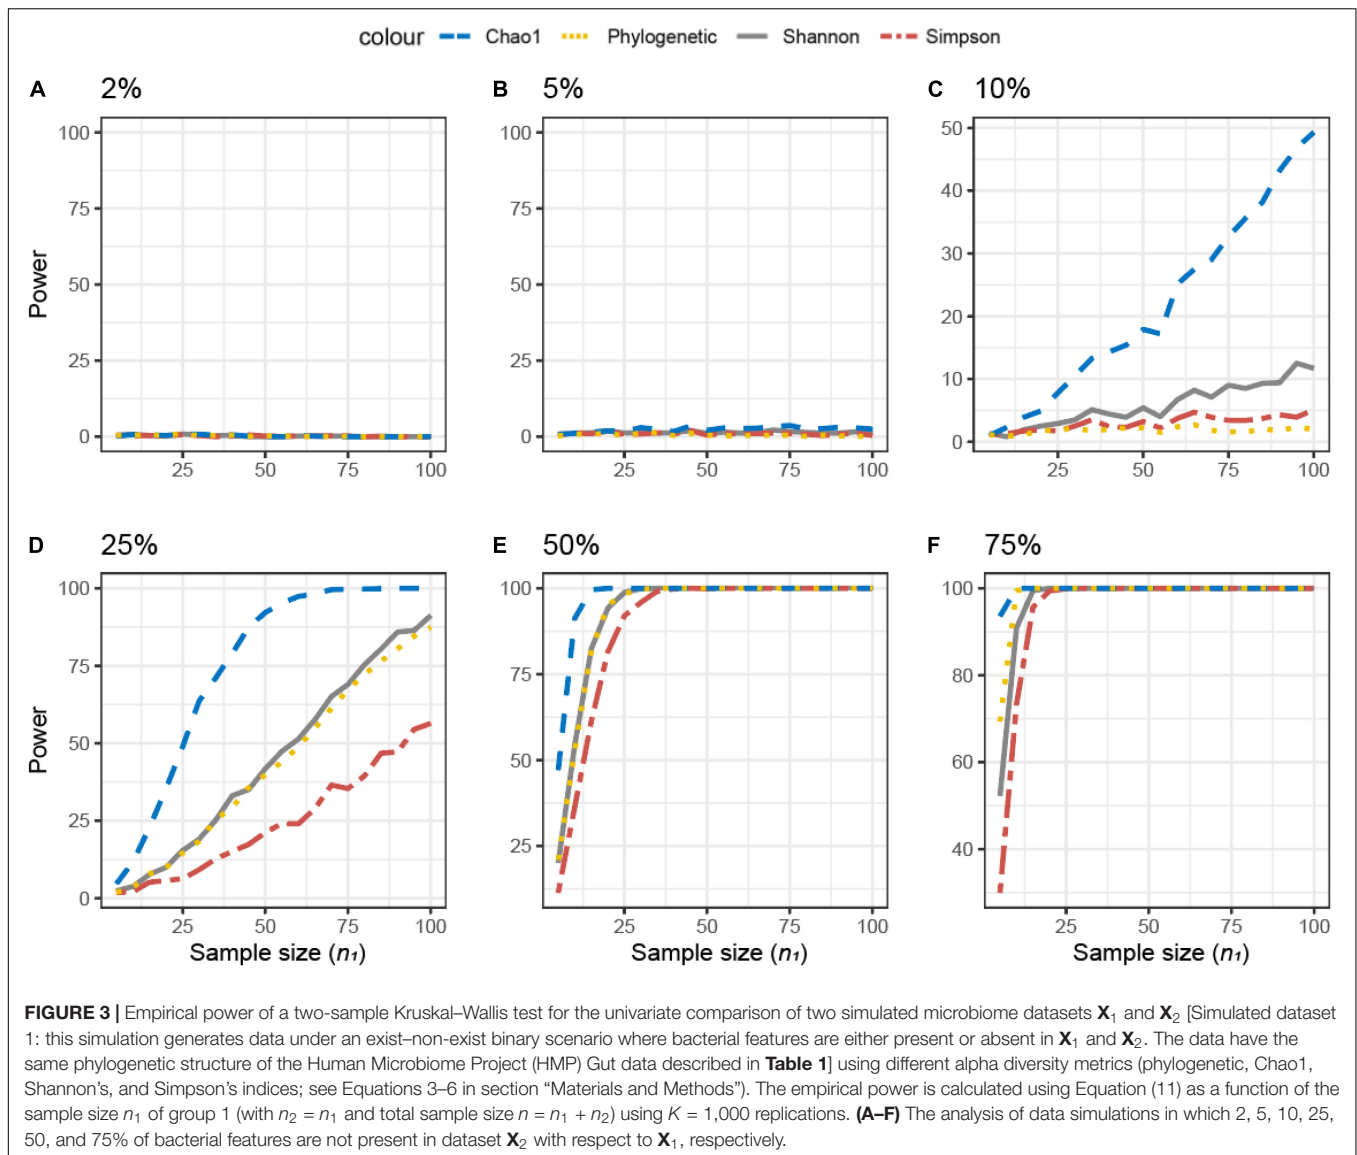 colour Chao1 Phylogenetic Shannon Simpson
A 2%
B 5%
C 10%
Power
100
75
50
25
0
25 50 75 100
100
75
50
25
0
25 50 75 100
50
40
30
20
10
0
25 50 75 100
D 25%
E 50%
F 75%
Power
100
75
50
25
0
25 50 75 100
Sample size (n₁)
100
75
50
25
25 50 75 100
Sample size (n₁)
100
80
60
40
25 50 75 100
Sample size (n₁)
FIGURE 3 | Empirical power of a two-sample Kruskal–Wallis test for the univariate comparison of two simulated microbiome datasets X₁ and X₂ [Simulated dataset
1: this simulation generates data under an exist–non-exist binary scenario where bacterial features are either present or absent in X₁ and X₂. The data have the
same phylogenetic structure of the Human Microbiome Project (HMP) Gut data described in Table 1] using different alpha diversity metrics (phylogenetic, Chao1,
Shannon's, and Simpson's indices; see Equations 3–6 in section “Materials and Methods”). The empirical power is calculated using Equation (11) as a function of the
sample size n₁ of group 1 (with n₂ = n₁ and total sample size n = n₁ + n₂) using K = 1,000 replications. (A–F) The analysis of data simulations in which 2, 5, 10, 25,
50, and 75% of bacterial features are not present in dataset X₂ with respect to X₁, respectively.